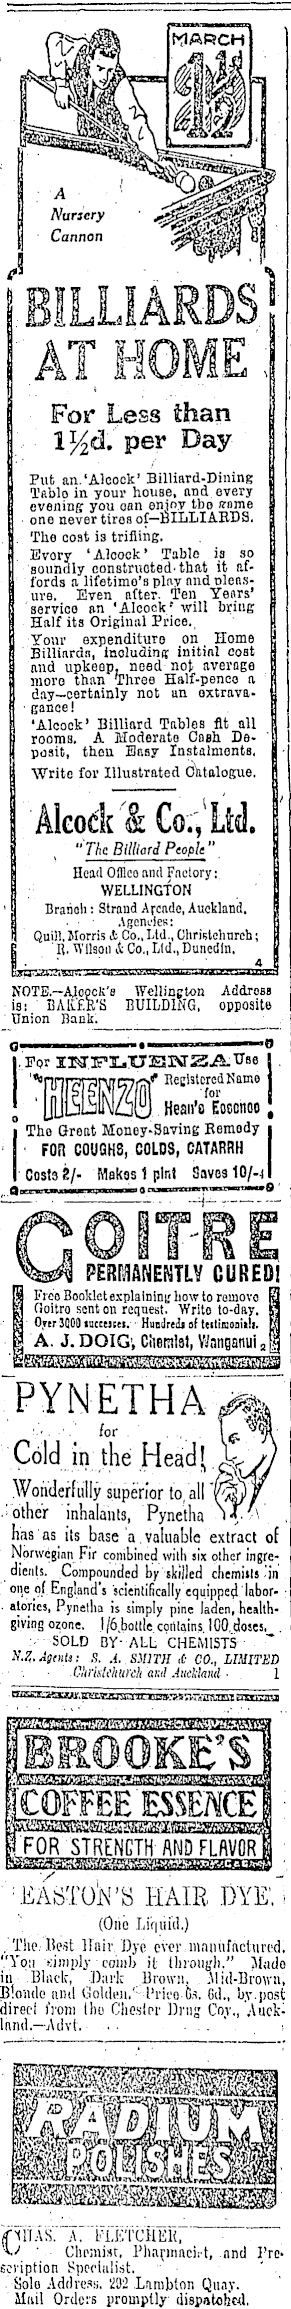 MARCH
15
A
Nursery
Cannon
BILLIARDS
AT HOME
For Less than
1½d. per Day
Put an 'Alcock' Billiard-Dining
Table in your house, and every
evening you can enjoy the game
one never tires of—BILLIARDS.
The cost is trifling.
Every 'Alcock' Table is so
soundly constructed that it af-
fords a lifetime's play and pleas-
ure. Even after Ten Years'
service an 'Alcock' will bring
Half its Original Price.
Your expenditure on Home
Billiards, including initial cost
and upkeep, need not average
more than Three Half-pence a
day—certainly not an extrava-
gance!
'Alcock' Billiard Tables fit all
rooms. A Moderate Cash De-
posit, then Easy Instalments.
Write for Illustrated Catalogue.
Alcock & Co., Ltd.
"The Billiard People"
Head Office and Factory:
WELLINGTON
Branch: Strand Arcade, Auckland.
Agencies:
Quill, Morris & Co., Ltd., Christchurch;
R. Wilson & Co., Ltd., Dunedin.
4
NOTE.—Alcock's Wellington Address
is: BAKER'S BUILDING, opposite
Union Bank.
For INFLUENZA Use
"HEENZO" Registered Name
for
Hean's Essence
The Great Money-Saving Remedy
FOR COUGHS, COLDS, CATARRH
Costs 2/- Makes 1 pint Saves 10/-
GOITRE
PERMANENTLY CURED!
Free Booklet explaining how to remove
Goitre sent on request. Write to-day.
Over 3000 successes. Hundreds of testimonials.
A. J. DOIG, Chemist, Wanganui 2
PYNETHA
for
Cold in the Head!
Wonderfully superior to all
other inhalants, Pynetha
has as its base a valuable extract of
Norwegian Fir combined with six other ingre-
dients. Compounded by skilled chemists in
one of England's scientifically equipped labor-
atories, Pynetha is simply pine laden, health-
giving ozone. 1/6 bottle contains 100 doses.
SOLD BY ALL CHEMISTS
N.Z. Agents: S. A. SMITH & CO., LIMITED
Christchurch and Auckland 1
BROOKE'S
COFFEE ESSENCE
FOR STRENGTH AND FLAVOR
EASTON'S HAIR DYE.
(One Liquid.)
The Best Hair Dye ever manufactured.
"You simply comb it through." Made
in Black, Dark Brown, Mid-Brown,
Blonde and Golden. Price 6s. 6d., by post
direct from the Chester Drug Coy., Auck-
land.—Advt.
RADIUM
POLISHES
CHAS. A. FLETCHER,
Chemist, Pharmacist, and Pre-
scription Specialist.
Sole Address, 202 Lambton Quay.
Mail Orders promptly dispatched.